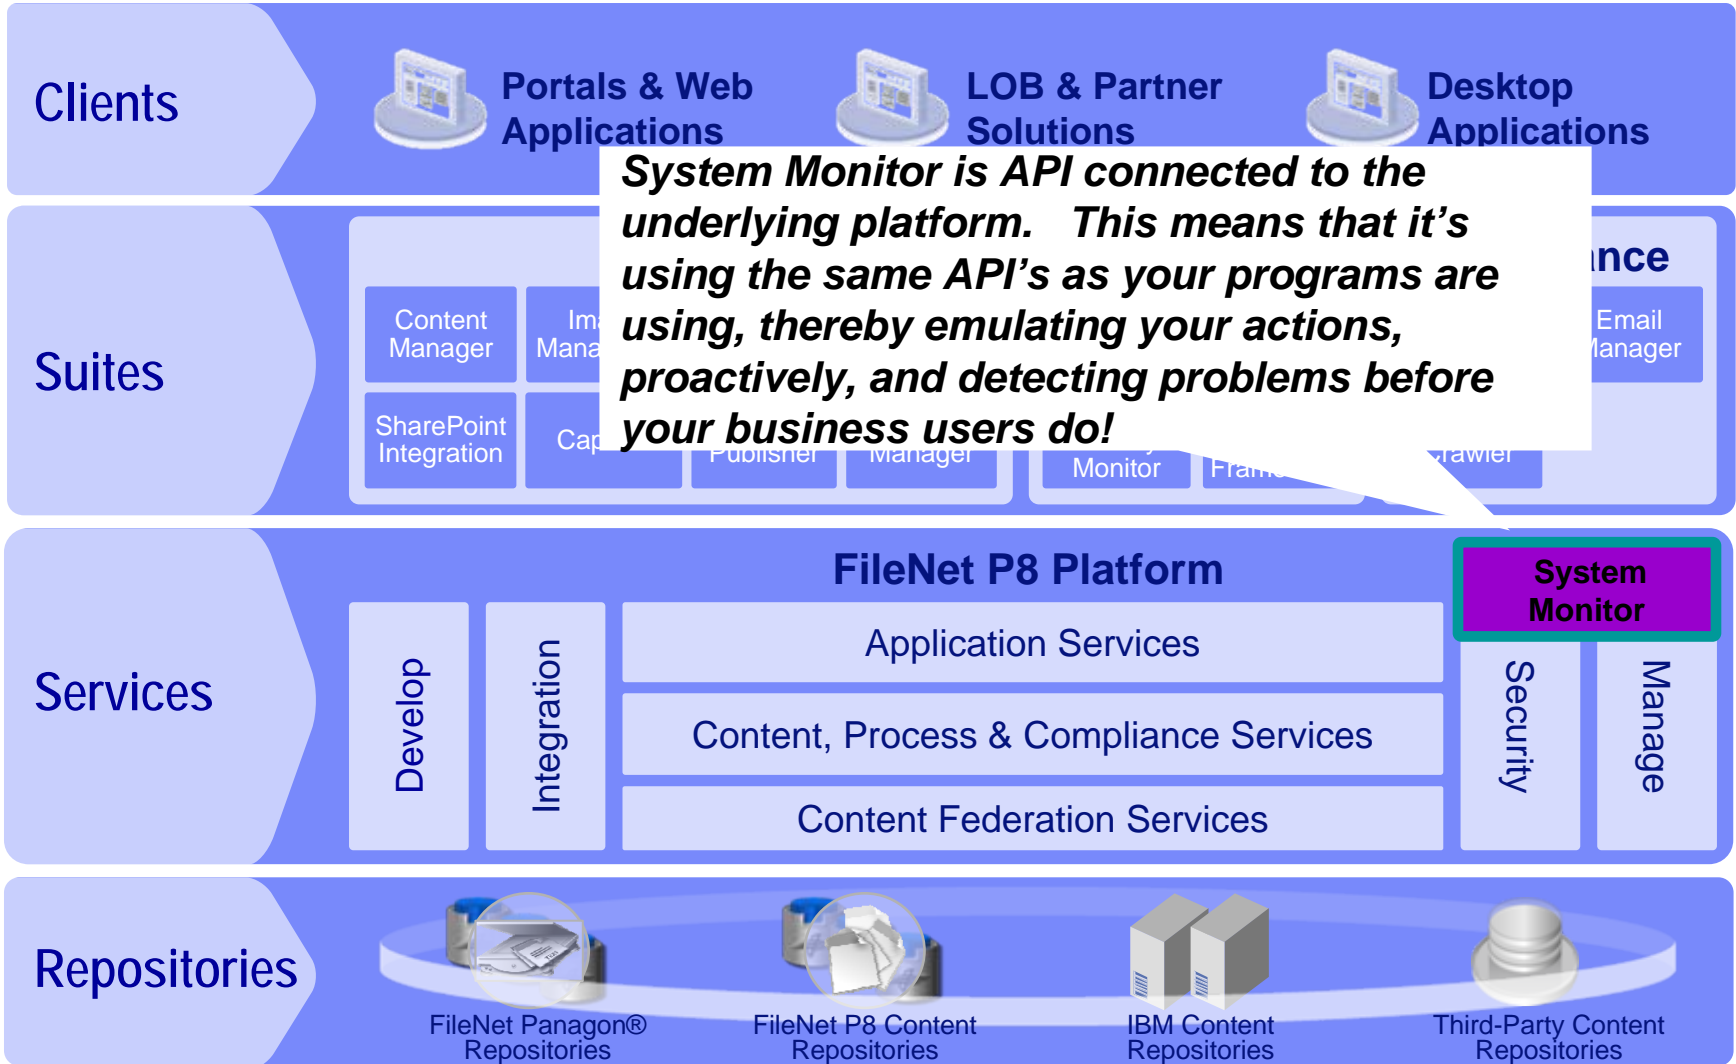 Clients
Portals & Web
Applications
LOB & Partner
Solutions
Desktop
Applications
System Monitor is API connected to the
underlying platform.   This means that it’s
using the same API’s as your programs are
using, thereby emulating your actions,
proactively, and detecting problems before
your business users do!
Suites
Content
Manager
Email
Manager
SharePoint
Integration
Publisher
Manager
Monitor
Services
FileNet P8 Platform
System
Monitor
Develop
Integration
Application Services
Content, Process & Compliance Services
Content Federation Services
Security
Manage
Repositories
FileNet Panagon®
Repositories
FileNet P8 Content
Repositories
IBM Content
Repositories
Third-Party Content
Repositories